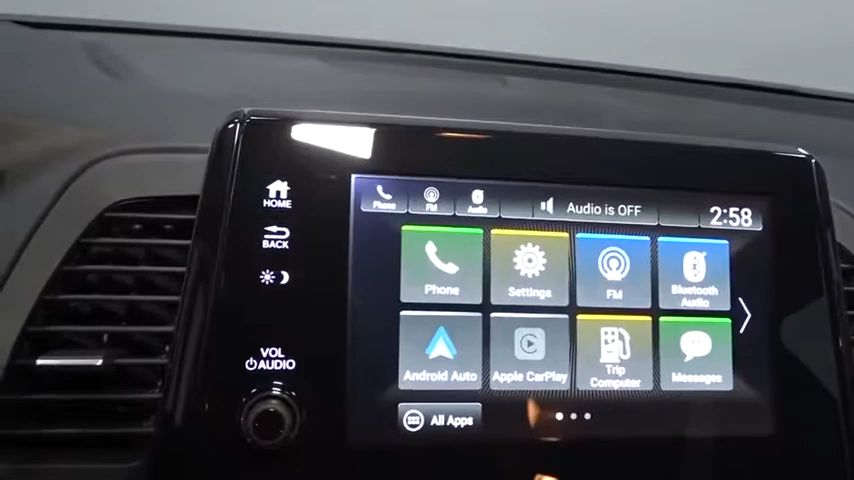 HOME
BACK
VOL
AUDIO
Phone
FM
Audio
Audio is OFF
2:58
Phone
Settings
FM
Bluetooth
Audio
Android Auto
Apple CarPlay
Trip
Computer
Messages
All Apps